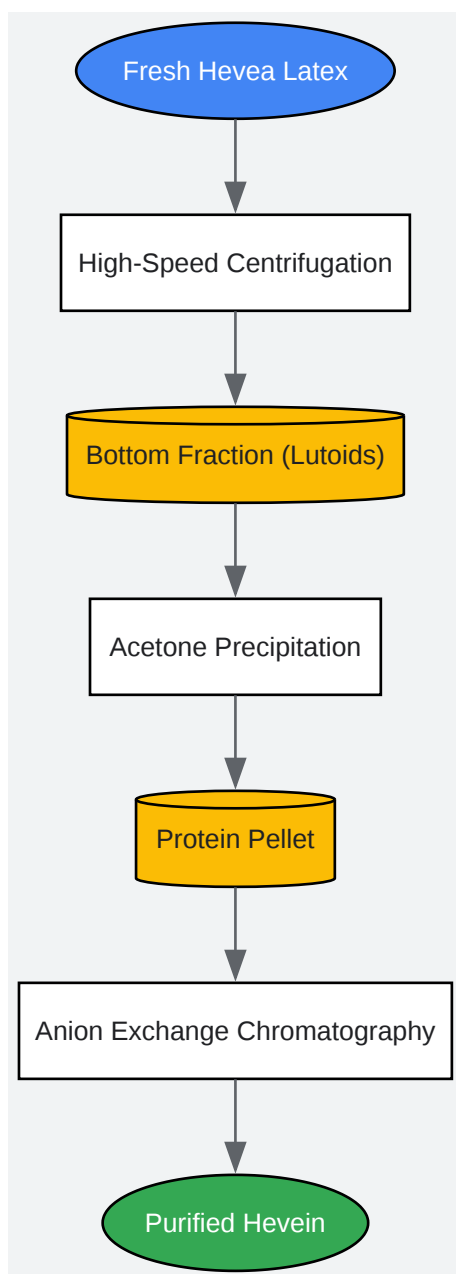 Fresh Hevea Latex
High-Speed Centrifugation
Bottom Fraction (Lutoids)
Acetone Precipitation
Protein Pellet
Anion Exchange Chromatography
Purified Hevein